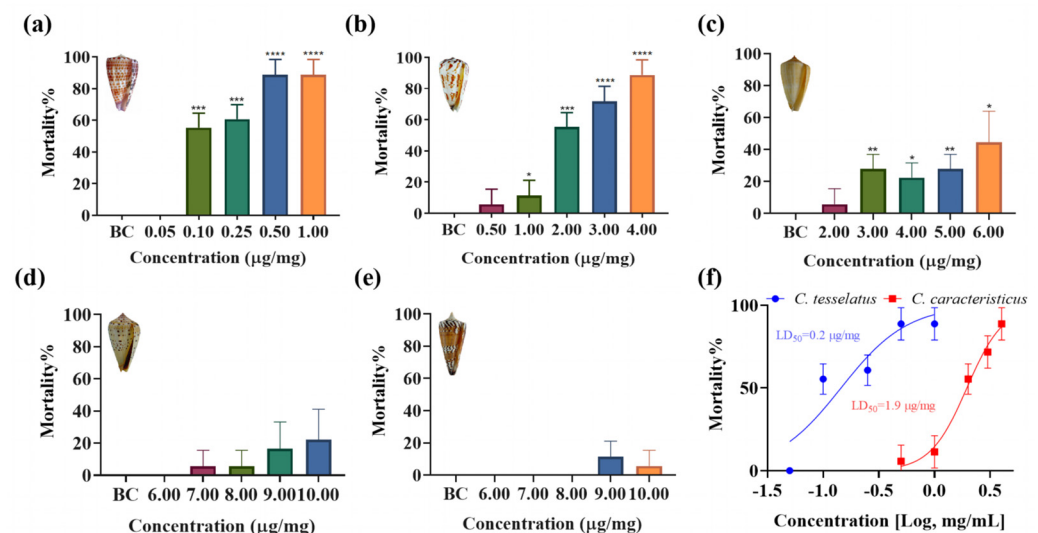 (a)
Mortality%
100
80
60
40
20
0
***
***
****
****
BC 0.05 0.10 0.25 0.50 1.00
Concentration (μg/mg)
(b)
Mortality%
100
80
60
40
20
0
*
***
****
****
BC 0.50 1.00 2.00 3.00 4.00
Concentration (μg/mg)
(c)
Mortality%
100
80
60
40
20
0
**
*
**
*
BC 2.00 3.00 4.00 5.00 6.00
Concentration (μg/mg)
(d)
Mortality%
100
80
60
40
20
0
BC 6.00 7.00 8.00 9.00 10.00
Concentration (μg/mg)
(e)
Mortality%
100
80
60
40
20
0
BC 6.00 7.00 8.00 9.00 10.00
Concentration (μg/mg)
(f)
C. tesselatus C. caracteristicus
Mortality%
100
50
0
LD50=0.2 μg/mg
LD50=1.9 μg/mg
-1.5 -1.0 -0.5 0.0 0.5
Concentration [Log, mg/mL]